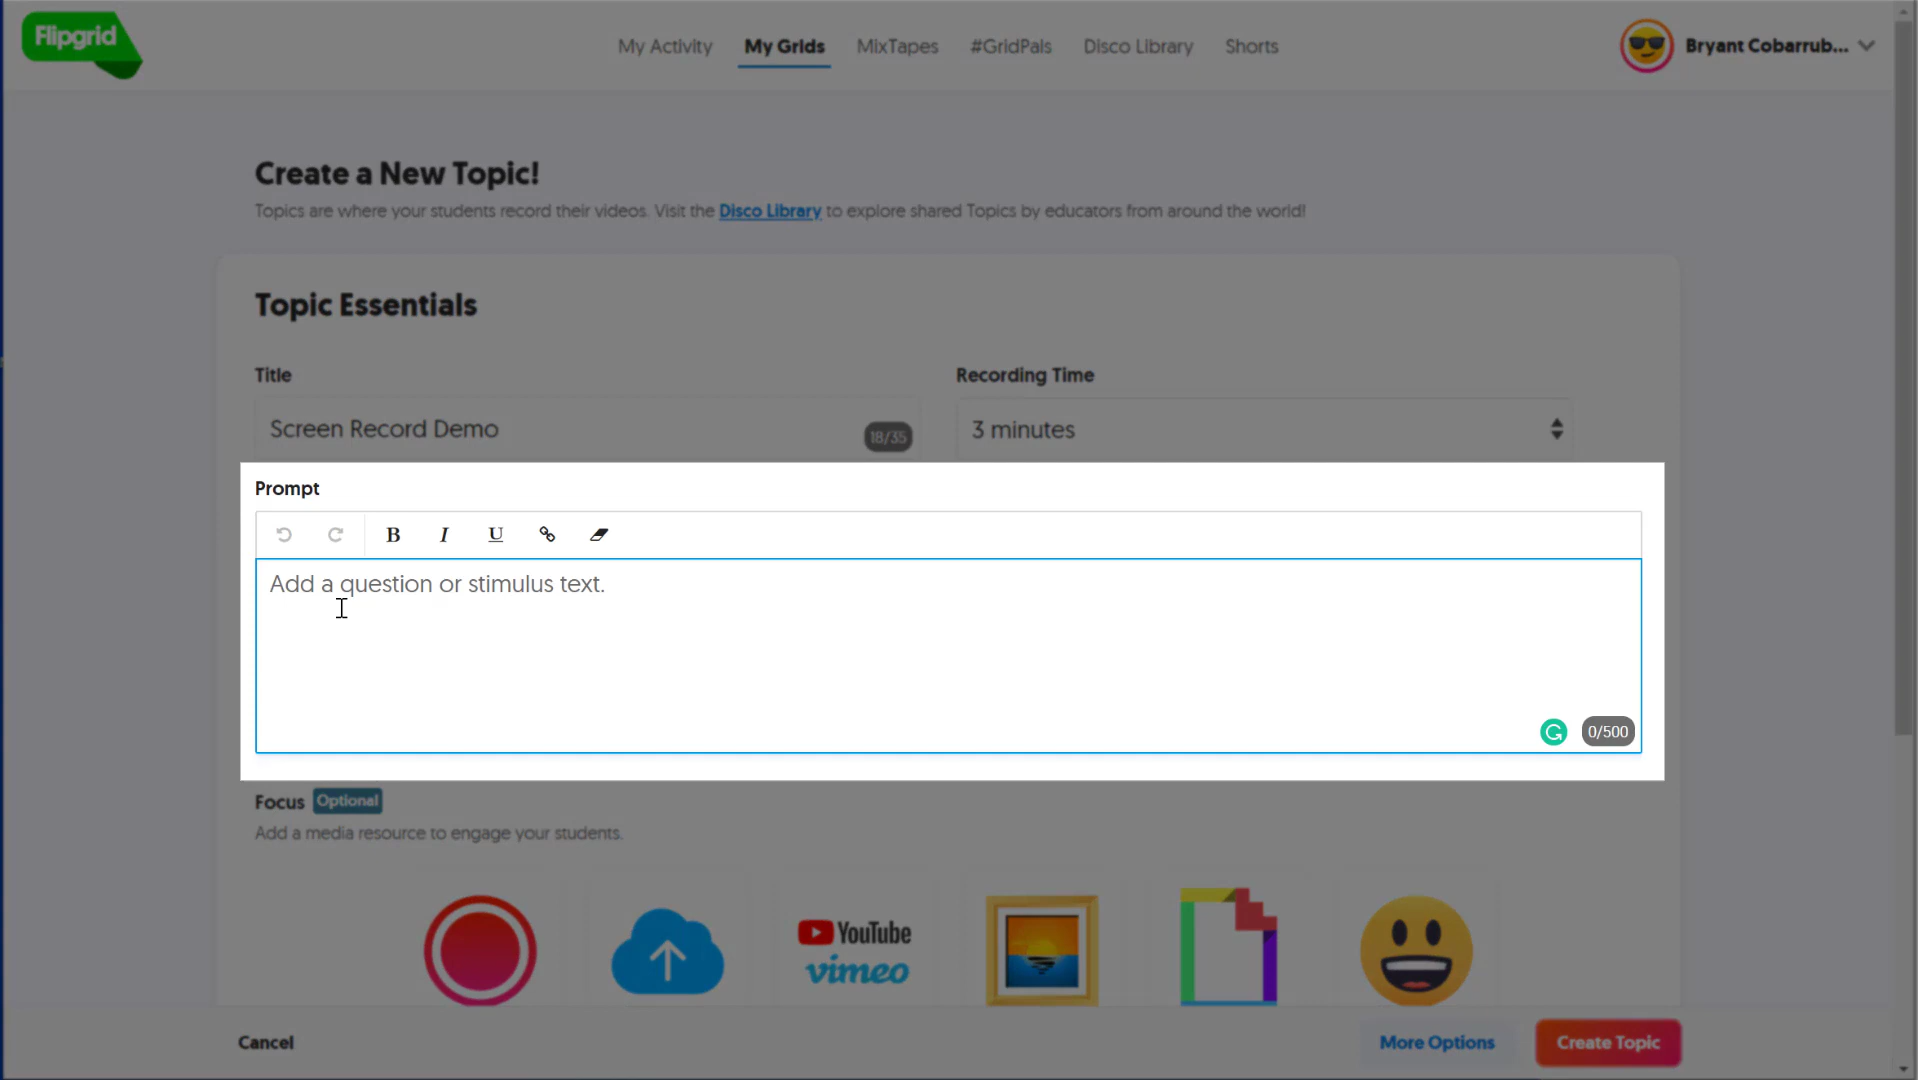 Flipgrid
My Activity
My Grids
MixTapes
#GridPals
Disco Library
Shorts
Bryant Cobarrub...
Create a New Topic!
Topics are where your students record their videos. Visit the Disco Library to explore shared Topics by educators from around the world!
Topic Essentials
Title
Recording Time
Screen Record Demo
18/35
3 minutes
Prompt
B I U
Add a question or stimulus text.
0/500
Focus Optional
Add a media resource to engage your students.
YouTube
vimeo
Cancel
More Options
Create Topic